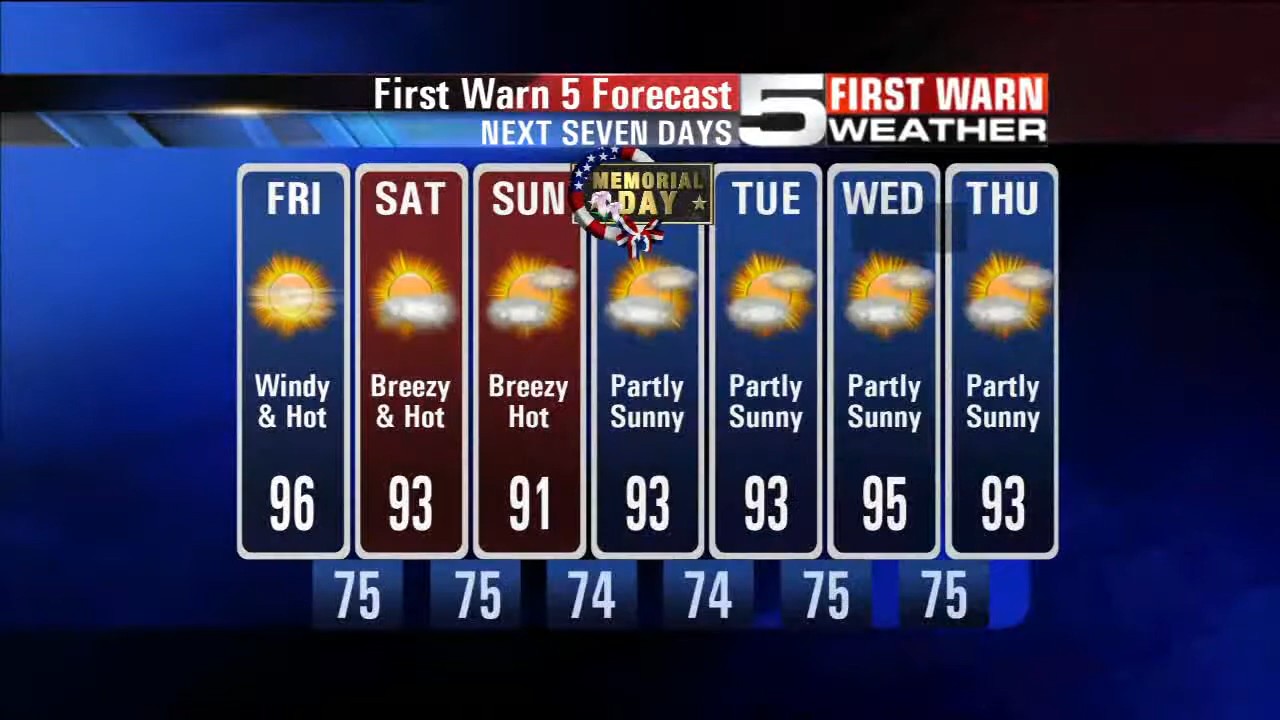 First Warn 5 Forecast
NEXT SEVEN DAYS
5 FIRST WARN
WEATHER
FRI
SAT
SUN
MEMORIAL
DAY
TUE
WED
THU
Windy
& Hot
Breezy
& Hot
Breezy
Hot
Partly
Sunny
Partly
Sunny
Partly
Sunny
Partly
Sunny
96
93
91
93
93
95
93
75
75
74
74
75
75